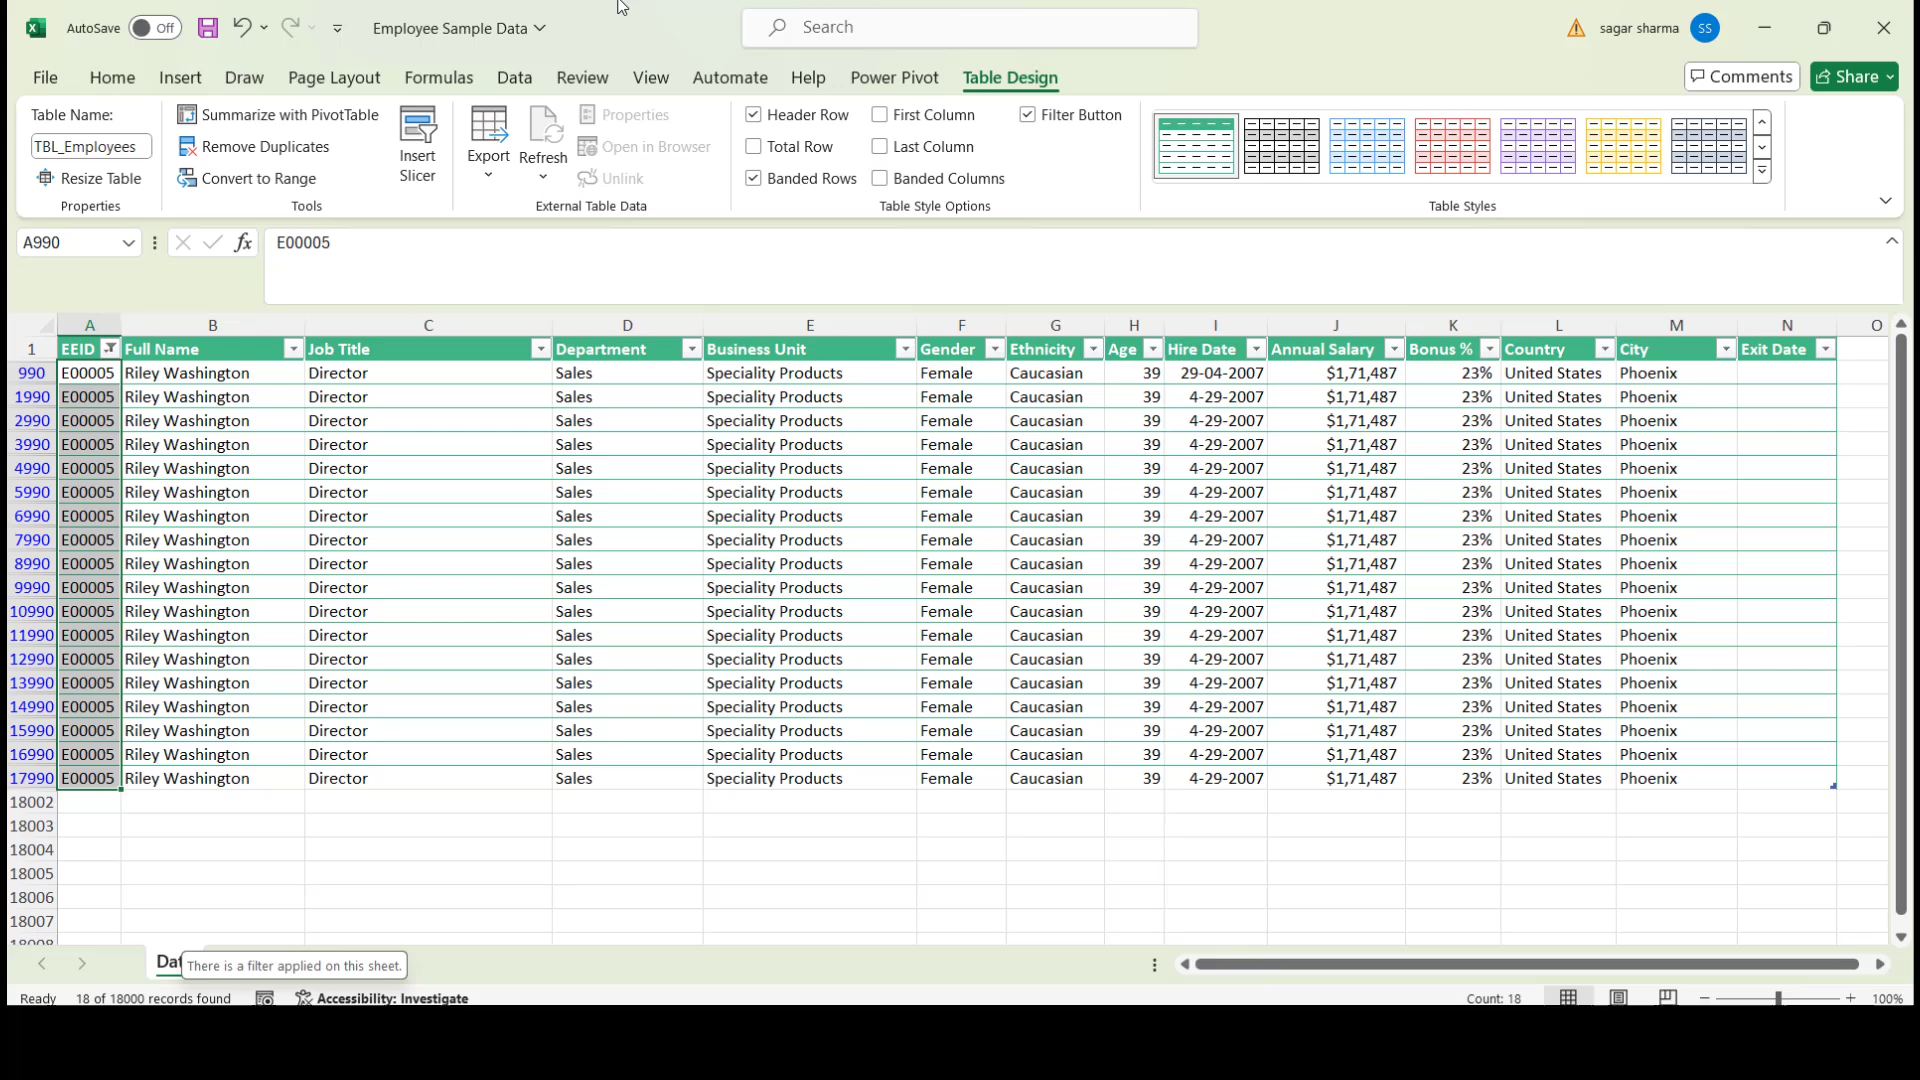 AutoSave Off Employee Sample Data Search sagar sharma SS
File Home Insert Draw Page Layout Formulas Data Review View Automate Help Power Pivot Table Design Comments Share
Table Name:
TBL_Employees
Resize Table
Properties
Summarize with PivotTable
Remove Duplicates
Convert to Range
Tools
Insert
Slicer
Export
Refresh
Properties
Open in Browser
Unlink
External Table Data
Header Row First Column Filter Button
Total Row Last Column
Banded Rows Banded Columns
Table Style Options
Table Styles
A990 fx E00005
A B C D E F G H I J K L M N O
1 EEID Full Name Job Title Department Business Unit Gender Ethnicity Age Hire Date Annual Salary Bonus % Country City Exit Date
990 E00005 Riley Washington Director Sales Speciality Products Female Caucasian 39 29-04-2007 $1,71,487 23% United States Phoenix
1990 E00005 Riley Washington Director Sales Speciality Products Female Caucasian 39 4-29-2007 $1,71,487 23% United States Phoenix
2990 E00005 Riley Washington Director Sales Speciality Products Female Caucasian 39 4-29-2007 $1,71,487 23% United States Phoenix
3990 E00005 Riley Washington Director Sales Speciality Products Female Caucasian 39 4-29-2007 $1,71,487 23% United States Phoenix
4990 E00005 Riley Washington Director Sales Speciality Products Female Caucasian 39 4-29-2007 $1,71,487 23% United States Phoenix
5990 E00005 Riley Washington Director Sales Speciality Products Female Caucasian 39 4-29-2007 $1,71,487 23% United States Phoenix
6990 E00005 Riley Washington Director Sales Speciality Products Female Caucasian 39 4-29-2007 $1,71,487 23% United States Phoenix
7990 E00005 Riley Washington Director Sales Speciality Products Female Caucasian 39 4-29-2007 $1,71,487 23% United States Phoenix
8990 E00005 Riley Washington Director Sales Speciality Products Female Caucasian 39 4-29-2007 $1,71,487 23% United States Phoenix
9990 E00005 Riley Washington Director Sales Speciality Products Female Caucasian 39 4-29-2007 $1,71,487 23% United States Phoenix
10990 E00005 Riley Washington Director Sales Speciality Products Female Caucasian 39 4-29-2007 $1,71,487 23% United States Phoenix
11990 E00005 Riley Washington Director Sales Speciality Products Female Caucasian 39 4-29-2007 $1,71,487 23% United States Phoenix
12990 E00005 Riley Washington Director Sales Speciality Products Female Caucasian 39 4-29-2007 $1,71,487 23% United States Phoenix
13990 E00005 Riley Washington Director Sales Speciality Products Female Caucasian 39 4-29-2007 $1,71,487 23% United States Phoenix
14990 E00005 Riley Washington Director Sales Speciality Products Female Caucasian 39 4-29-2007 $1,71,487 23% United States Phoenix
15990 E00005 Riley Washington Director Sales Speciality Products Female Caucasian 39 4-29-2007 $1,71,487 23% United States Phoenix
16990 E00005 Riley Washington Director Sales Speciality Products Female Caucasian 39 4-29-2007 $1,71,487 23% United States Phoenix
17990 E00005 Riley Washington Director Sales Speciality Products Female Caucasian 39 4-29-2007 $1,71,487 23% United States Phoenix
18002
18003
18004
18005
18006
18007
18008
Dat There is a filter applied on this sheet.
Ready 18 of 18000 records found Accessibility: Investigate Count: 18 100%